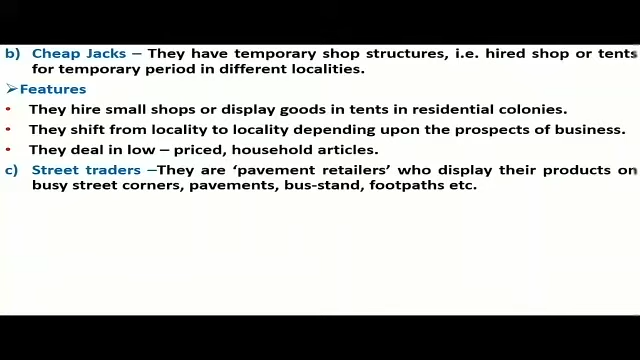 b) Cheap Jacks – They have temporary shop structures, i.e. hired shop or tents
for temporary period in different localities.
➢Features
• They hire small shops or display goods in tents in residential colonies.
• They shift from locality to locality depending upon the prospects of business.
• They deal in low – priced, household articles.
c) Street traders –They are ‘pavement retailers’ who display their products on
busy street corners, pavements, bus-stand, footpaths etc.